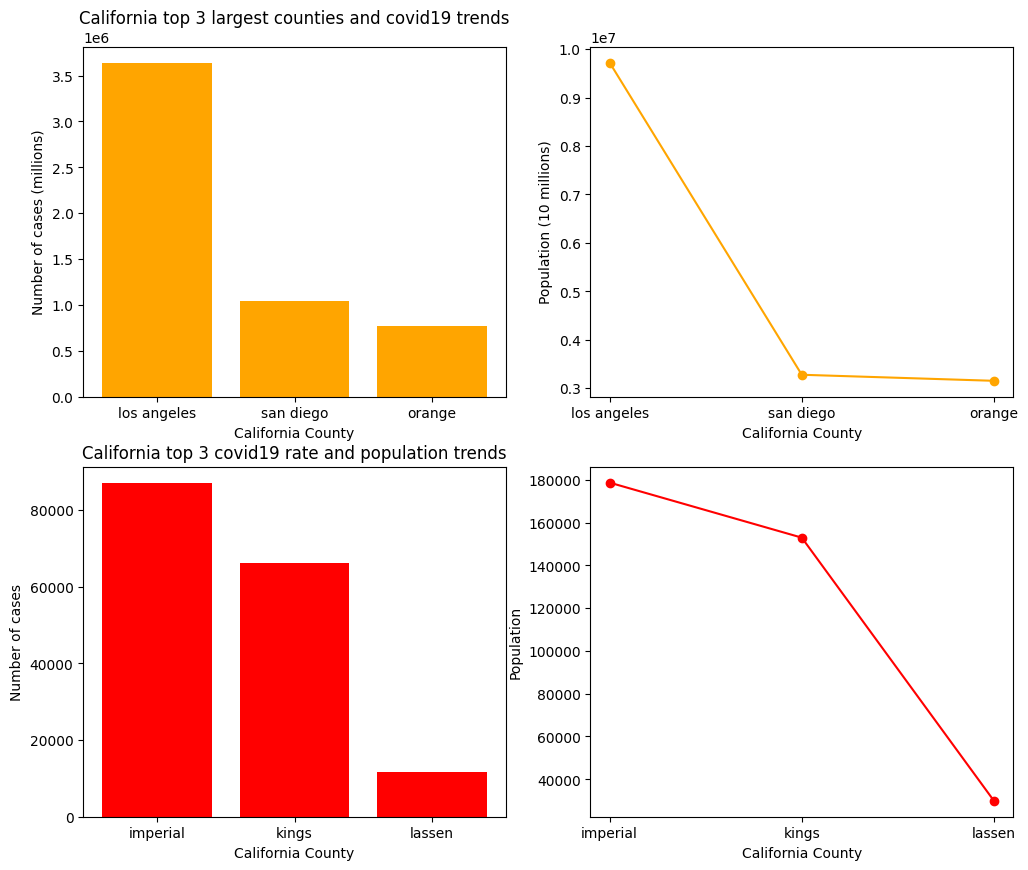 California top 3 largest counties and covid19 trends
1e6
3.5
3.0
2.5
2.0
1.5
1.0
0.5
0.0
Number of cases (millions)
los angeles
san diego
orange
California County
1e7
1.0
0.9
0.8
0.7
0.6
0.5
0.4
0.3
Population (10 millions)
los angeles
san diego
orange
California County
California top 3 covid19 rate and population trends
80000
60000
40000
20000
0
Number of cases
imperial
kings
lassen
California County
180000
160000
140000
120000
100000
80000
60000
40000
Population
imperial
kings
lassen
California County